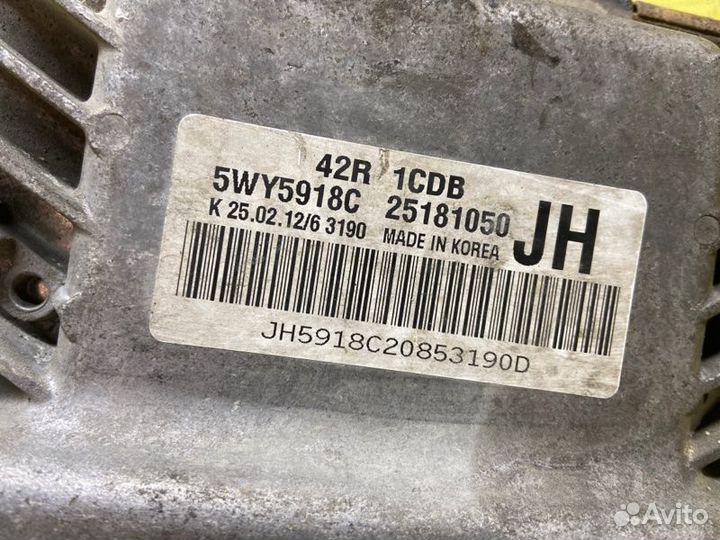 42R 1CDB
5WY5918C 25181050
K 25.02.12/6 3190 MADE IN KOREA
JH
JH5918C20853190D
Avito